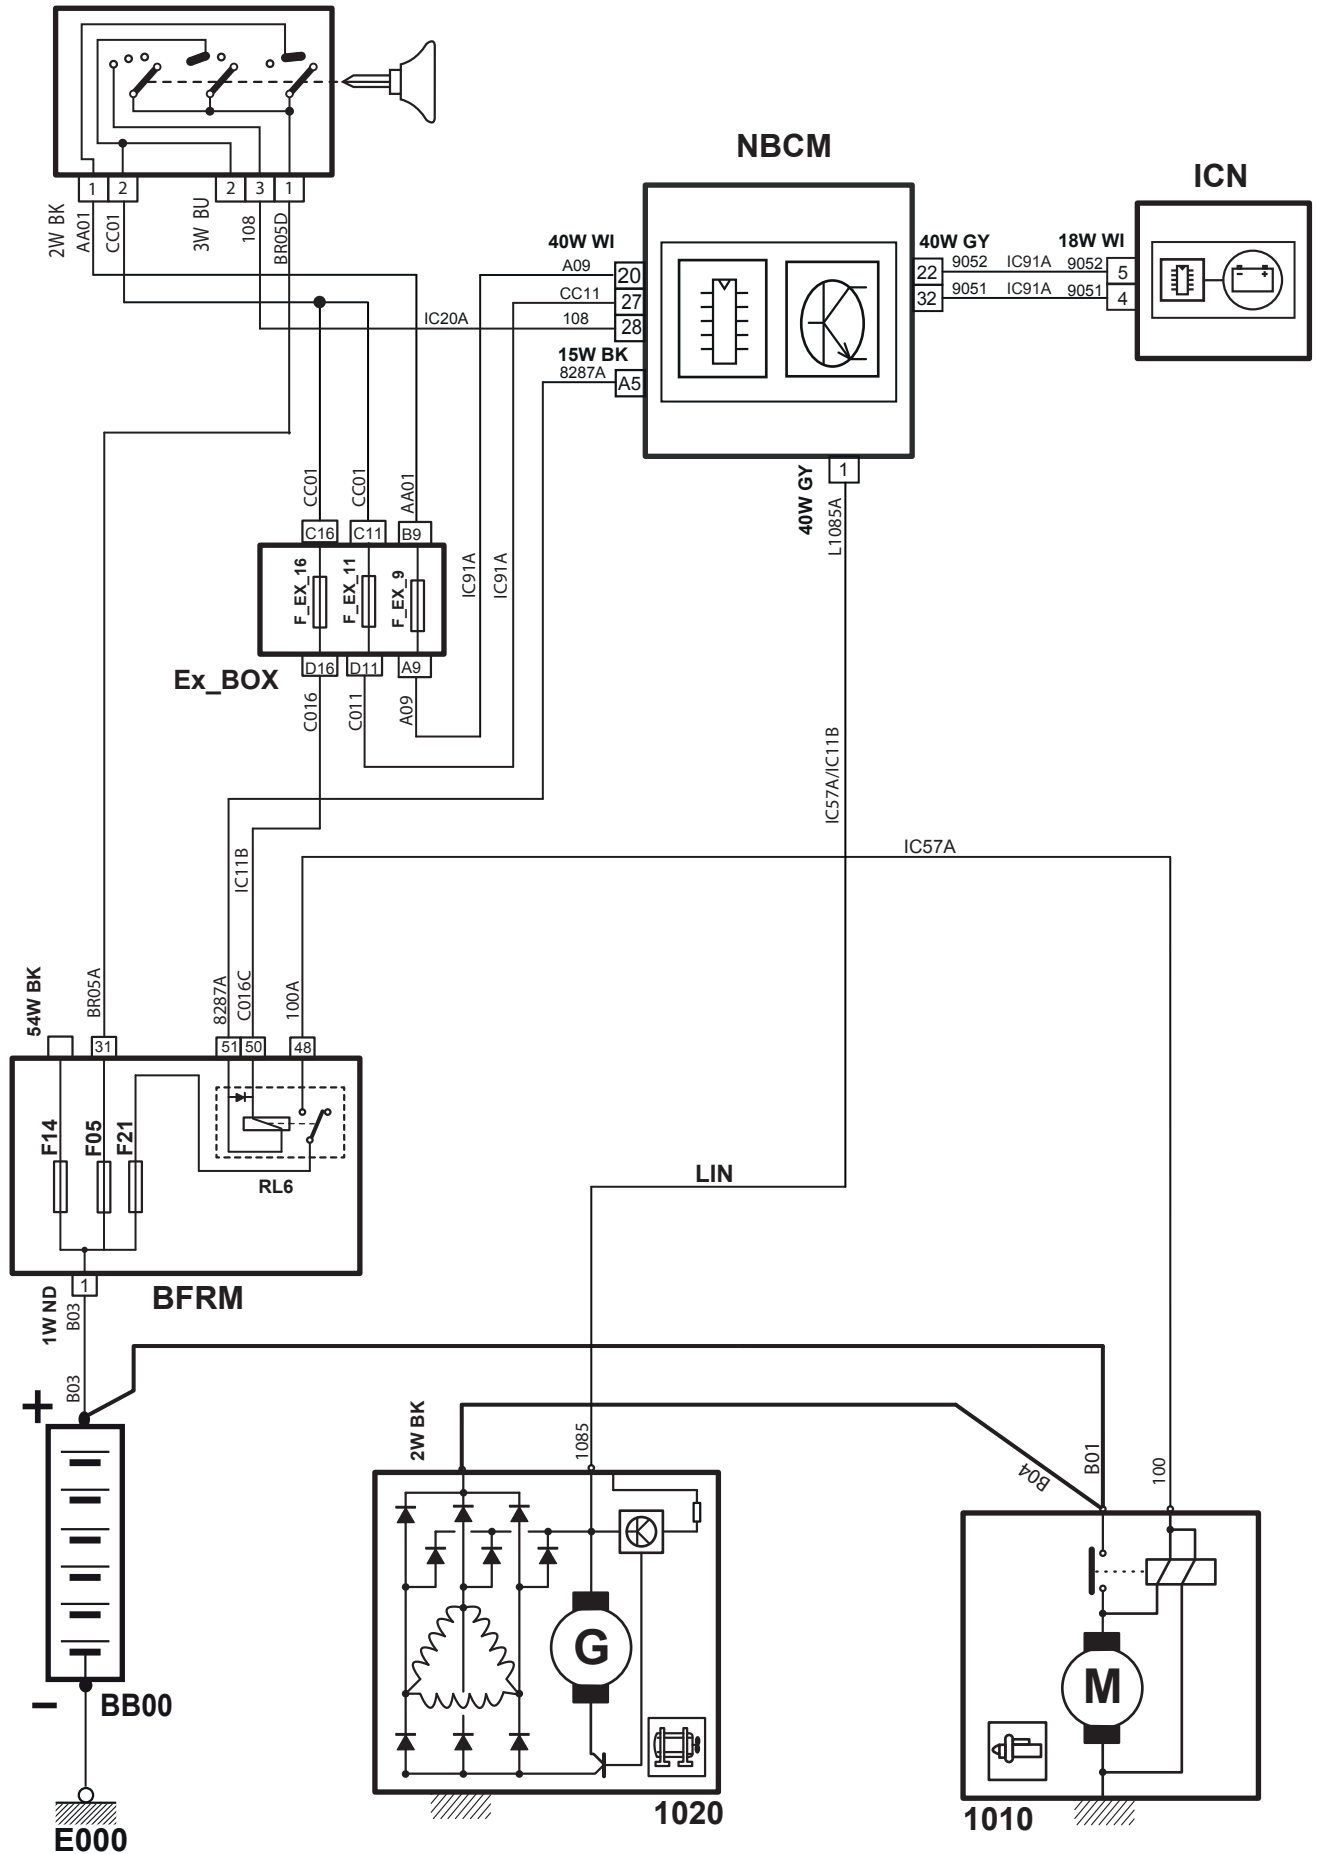 1
2
2
3
1
2W BK
AA01
CC01
3W BU
108
BR05D
NBCM
ICN
40W WI
A09
20
CC11
27
IC20A
108
28
15W BK
8287A
A5
40W GY
18W WI
22
9052
IC91A
9052
5
32
9051
IC91A
9051
4
1
40W GY
L1085A
CC01
CC01
AA01
C16
C11
B9
F_EX_16
F_EX_11
F_EX_9
IC91A
IC91A
D16
D11
A9
Ex_BOX
C016
C011
A09
IC57A/IC11B
IC11B
IC57A
54W BK
BR05A
8287A
C016C
100A
31
51
50
48
F14
F05
F21
RL6
LIN
1
BFRM
1W ND
B03
B03
+
2W BK
1085
B04
B01
100
G
M
−
BB00
E000
1020
1010